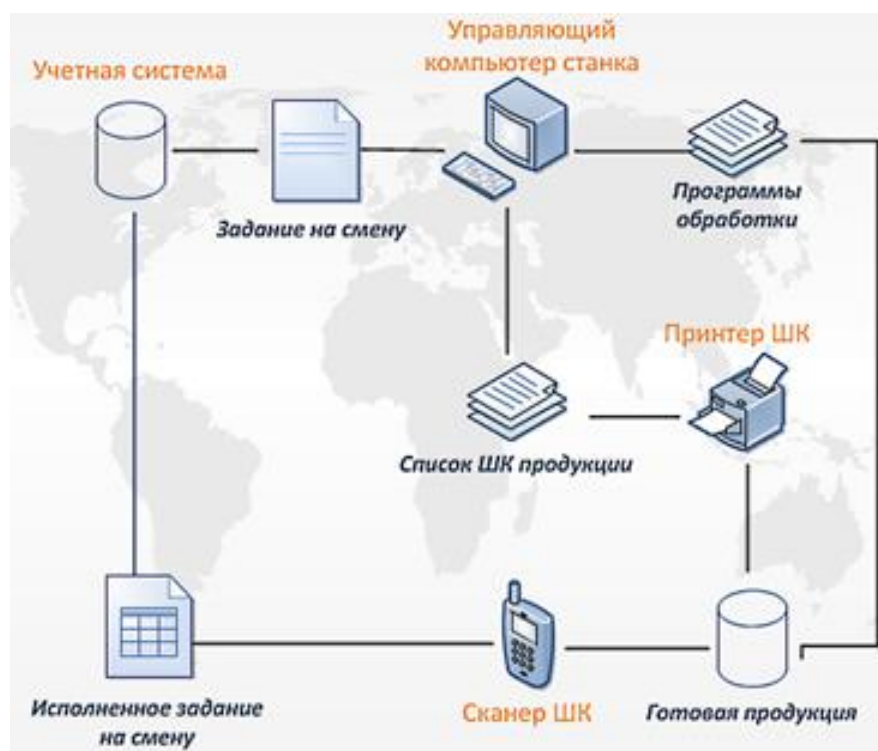 Учетная система
Управляющий
компьютер станка
Задание на смену
Программы
обработки
Принтер ШК
Список ШК продукции
Исполненное задание
на смену
Сканер ШК
Готовая продукция